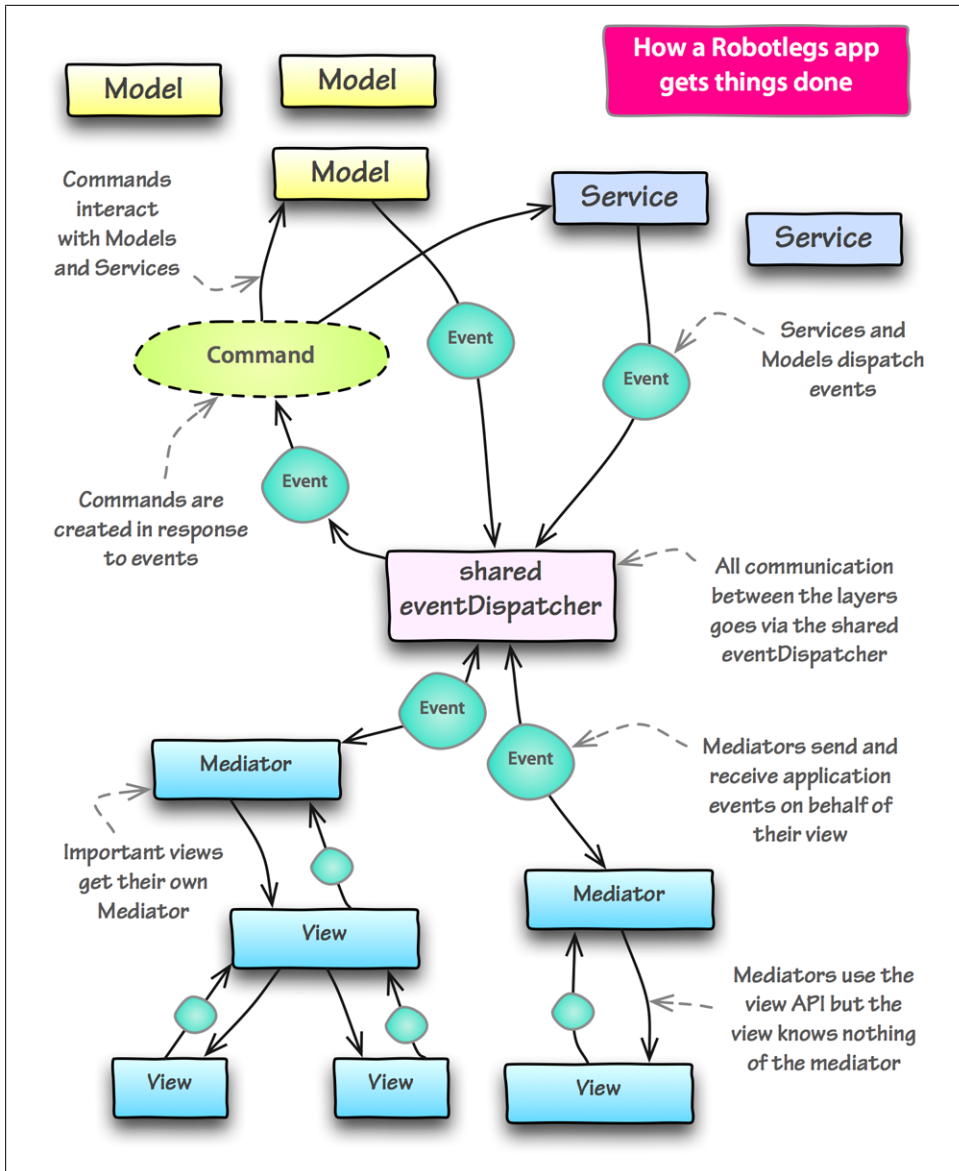 How a Robotlegs app
gets things done
Model
Model
Model
Service
Service
Commands
interact
with Models
and Services
Event
Command
Event
Services and
Models dispatch
events
Event
Commands are
created in response
to events
shared
eventDispatcher
All communication
between the layers
goes via the shared
eventDispatcher
Event
Event
Mediators send and
receive application
events on behalf of
their view
Mediator
Important views
get their own
Mediator
Mediator
View
Mediators use the
view API but the
view knows nothing
of the mediator
View
View
View